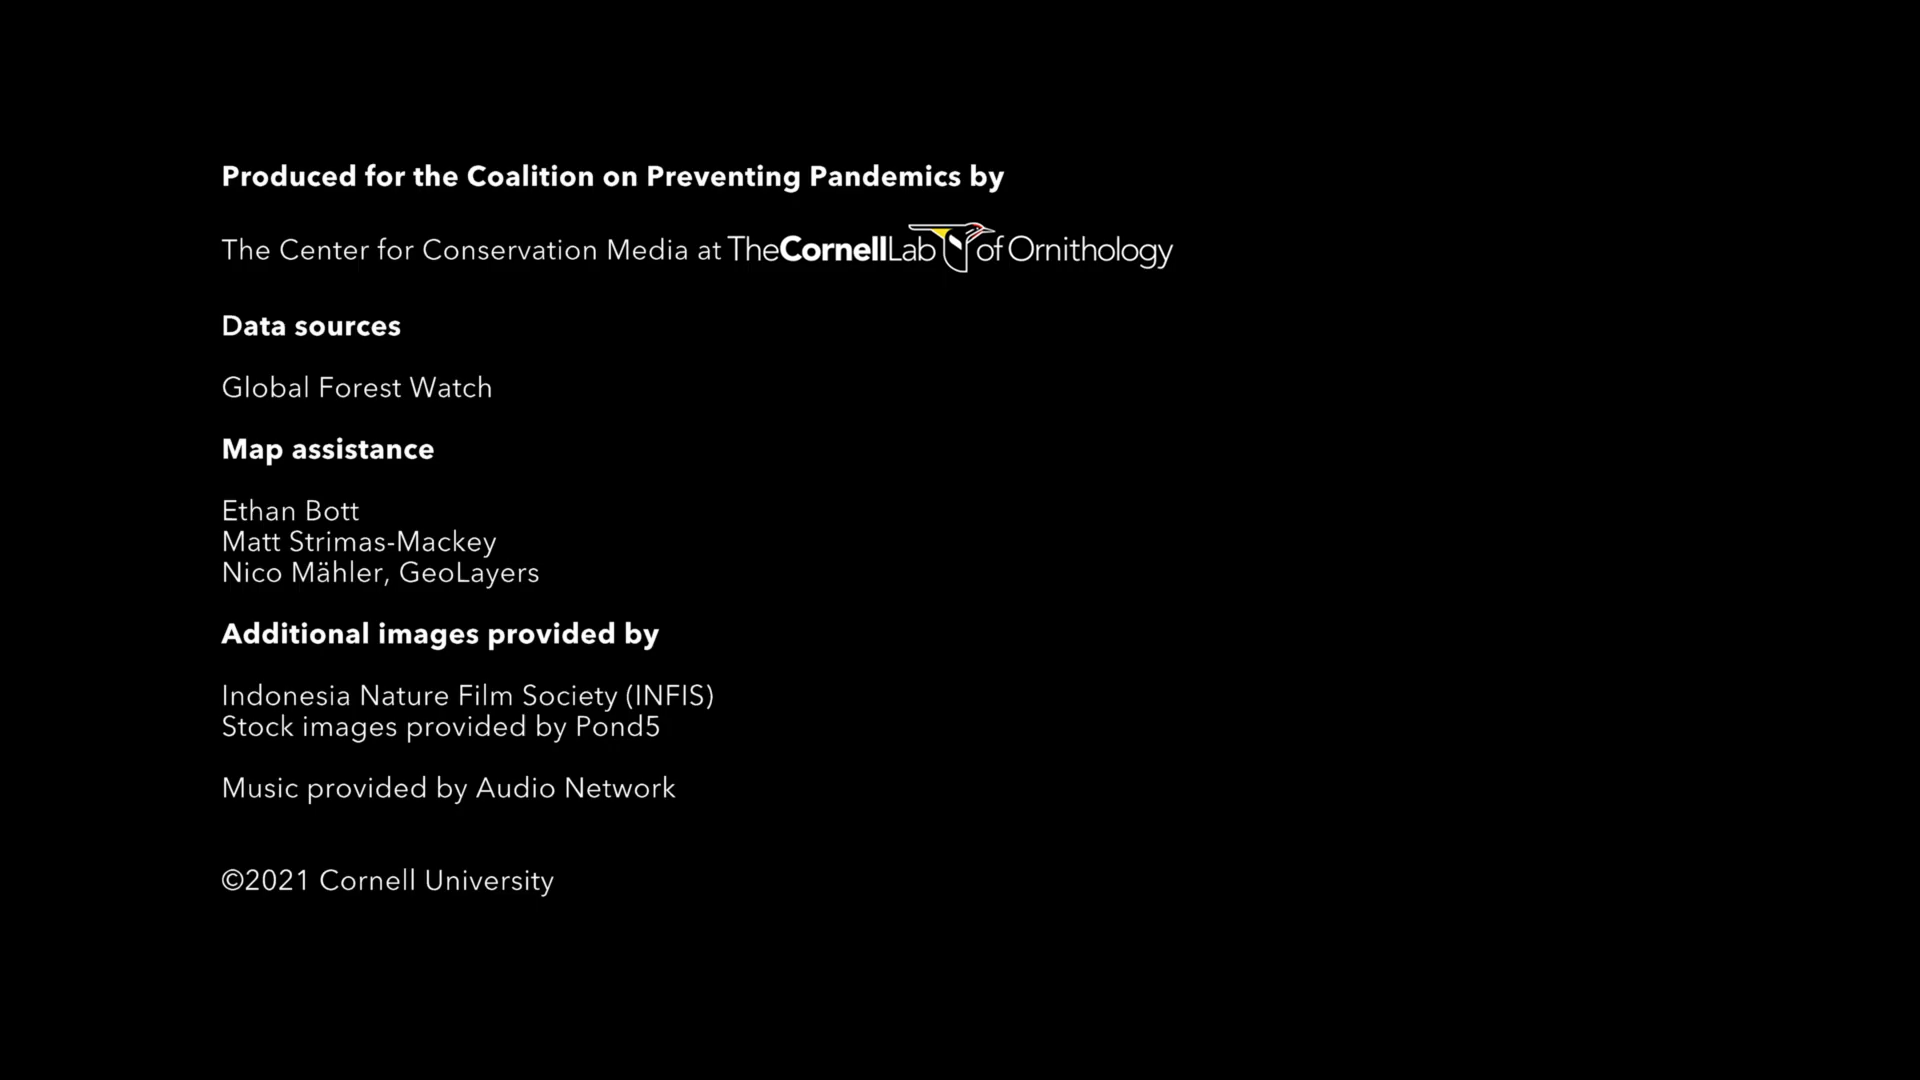 Produced for the Coalition on Preventing Pandemics by
The Center for Conservation Media at TheCornellLab of Ornithology
Data sources
Global Forest Watch
Map assistance
Ethan Bott
Matt Strimas-Mackey
Nico Mähler, GeoLayers
Additional images provided by
Indonesia Nature Film Society (INFIS)
Stock images provided by Pond5
Music provided by Audio Network
©2021 Cornell University